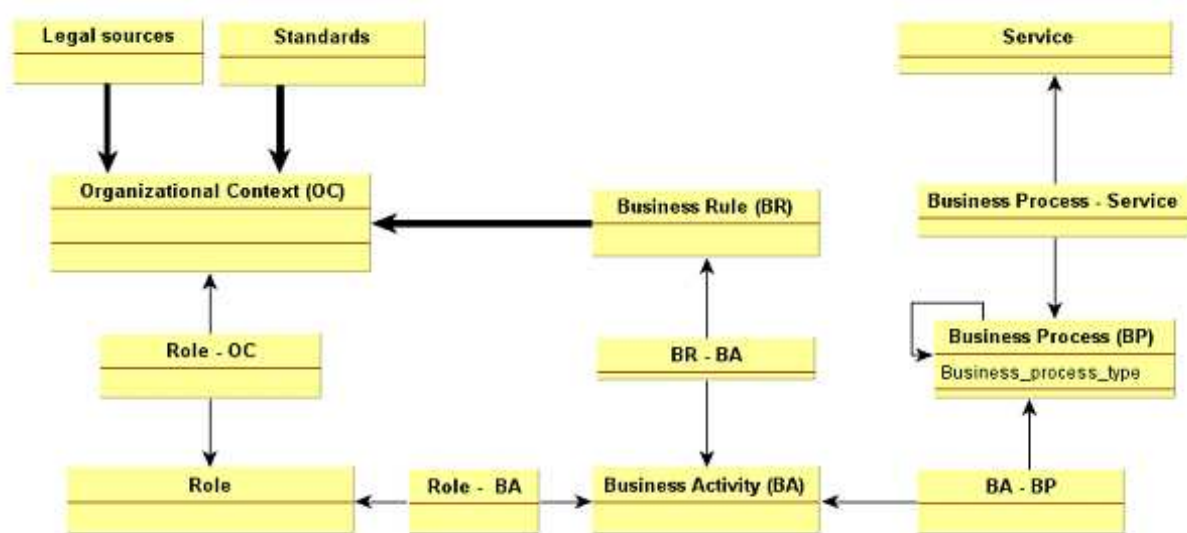 Legal sources
Standards
Service
Organizational Context (OC)
Business Rule (BR)
Business Process - Service
Role - OC
BR - BA
Business Process (BP)
Business_process_type
Role
Role - BA
Business Activity (BA)
BA - BP